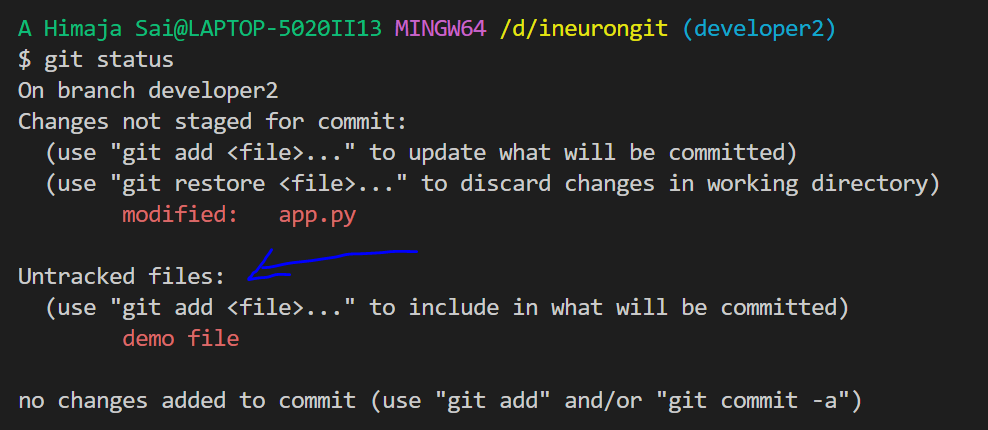 A Himaja Sai@LAPTOP-5020II13 MINGW64 /d/ineurongit (developer2)
$ git status
On branch developer2
Changes not staged for commit:
  (use "git add <file>..." to update what will be committed)
  (use "git restore <file>..." to discard changes in working directory)
        modified:   app.py

Untracked files:
  (use "git add <file>..." to include in what will be committed)
        demo file

no changes added to commit (use "git add" and/or "git commit -a")